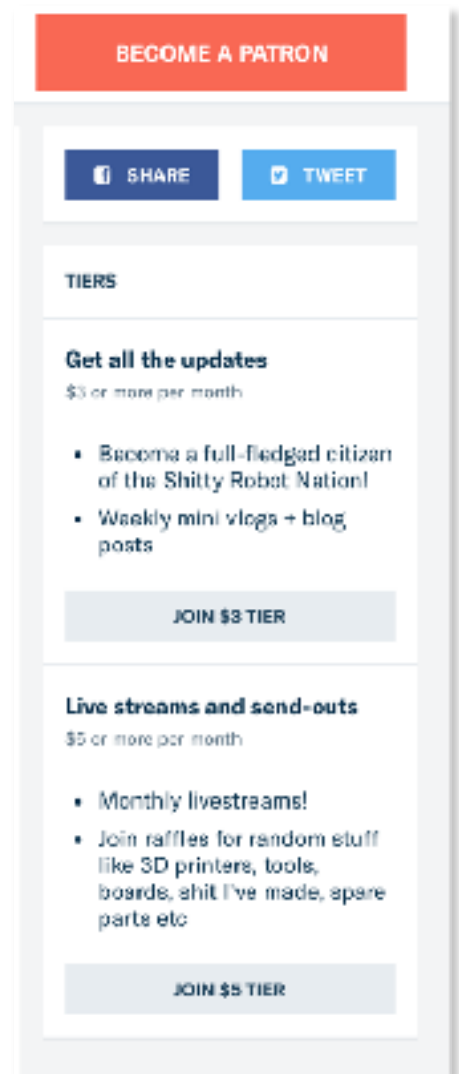 BECOME A PATRON
SHARE
TWEET
TIERS
Get all the updates
$3 or more per month
• Become a full-fledged citizen
of the Shitty Robot Nation!
• Weekly mini vlogs + blog
posts
JOIN $3 TIER
Live streams and send-outs
$5 or more per month
• Monthly livestreams!
• Join raffles for random stuff
like 3D printers, tools,
boards, shit I've made, spare
parts etc
JOIN $5 TIER